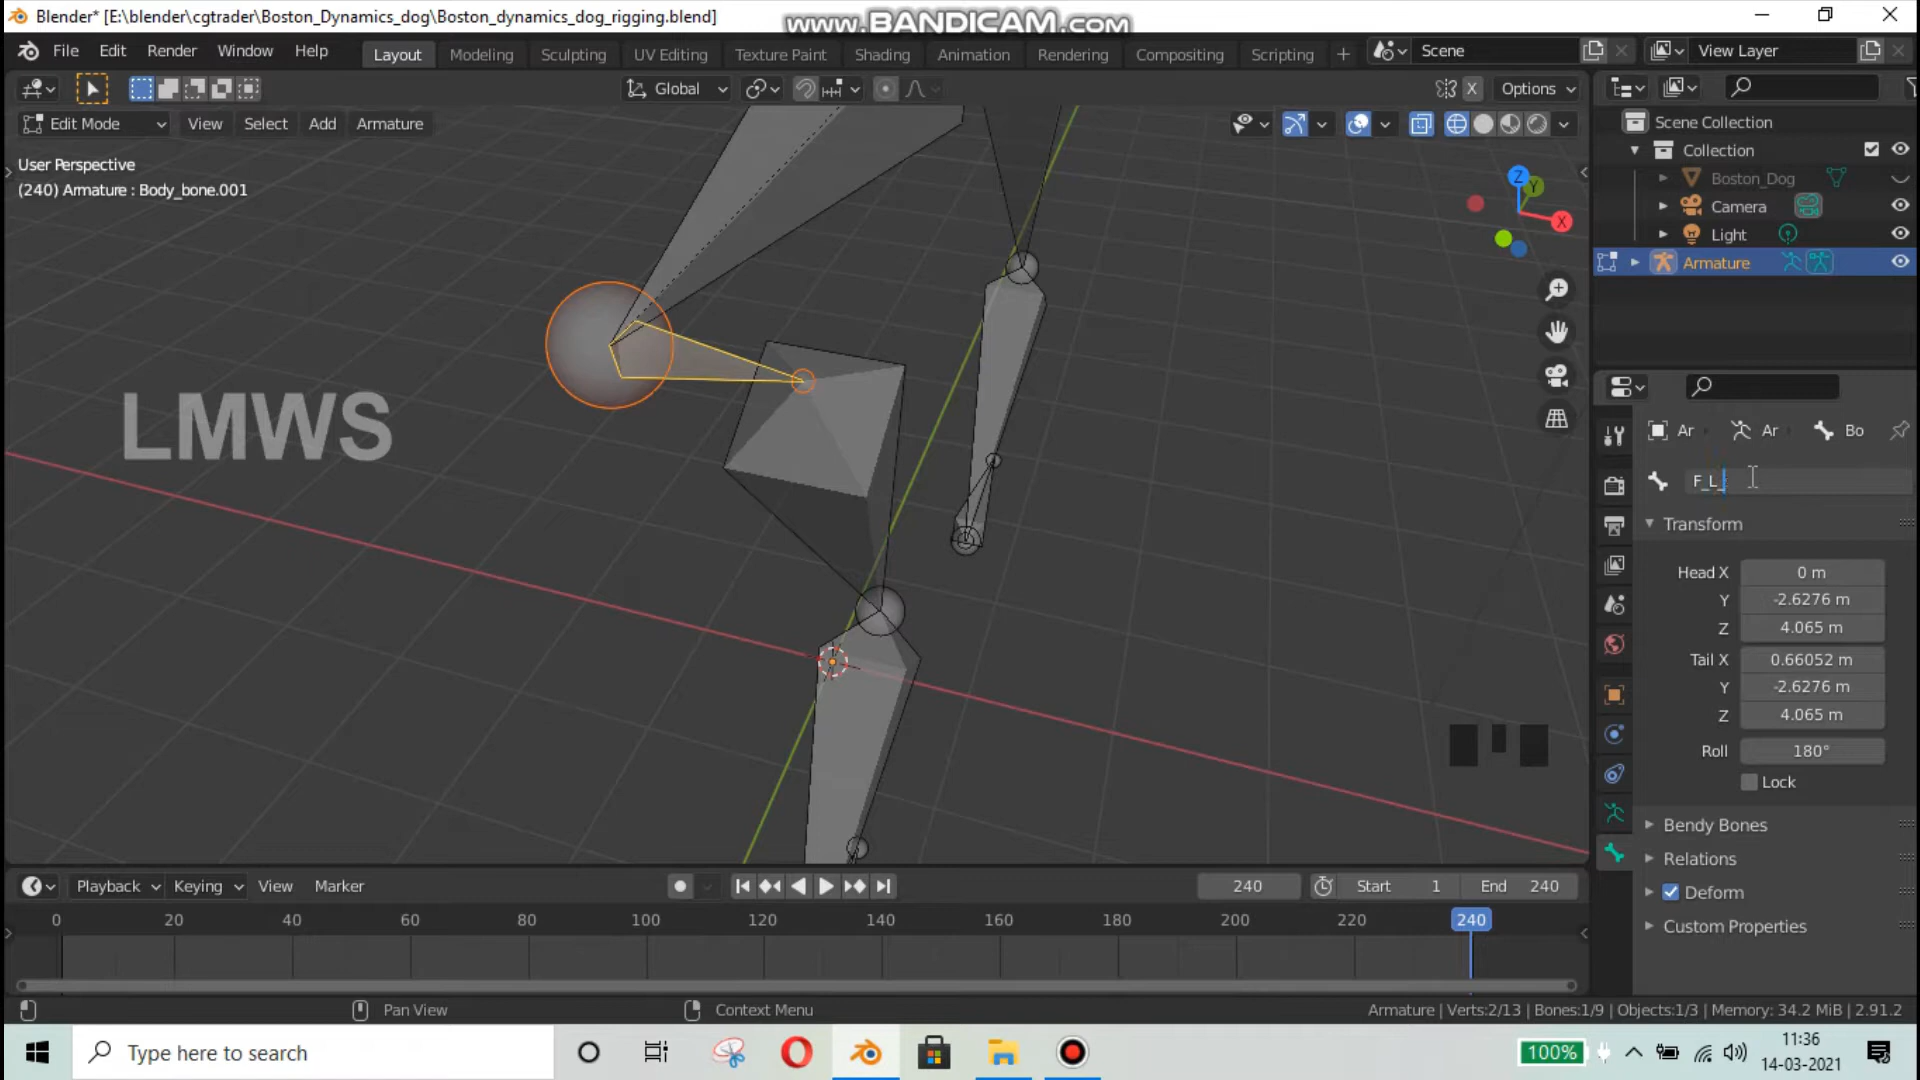 Blender* [E:\blender\cgtrader\Boston_Dynamics_dog\Boston_dynamics_dog_rigging.blend]
www.BANDICAM.com
File Edit Render Window Help
Layout Modeling Sculpting UV Editing Texture Paint Shading Animation Rendering Compositing Scripting +
Scene
View Layer
Global
X
Options
Edit Mode View Select Add Armature
User Perspective
(240) Armature : Body_bone.001
Z
Y
X
LMWS
Scene Collection
Collection
Boston_Dog
Camera
Light
Armature
Ar
Ar
Bo
F_L_
Transform
Head X 0 m
Y -2.6276 m
Z 4.065 m
Tail X 0.66052 m
Y -2.6276 m
Z 4.065 m
Roll 180°
Lock
Bendy Bones
Relations
Deform
Custom Properties
Playback Keying View Marker
240
Start 1
End 240
0 20 40 60 80 100 120 140 160 180 200 220 240
Pan View
Context Menu
Armature | Verts:2/13 | Bones:1/9 | Objects:1/3 | Memory: 34.2 MiB | 2.91.2
Type here to search
100%
11:36
14-03-2021